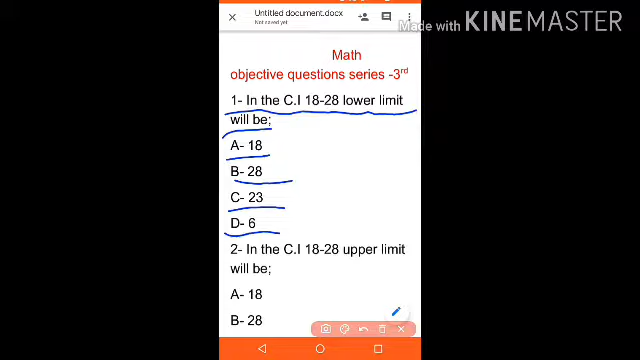 Untitled document.docx
Not saved yet
Made with KINEMASTER
Math
objective questions series -3rd
1- In the C.I 18-28 lower limit
will be;
A- 18
B- 28
C- 23
D- 6
2- In the C.I 18-28 upper limit
will be;
A- 18
B- 28